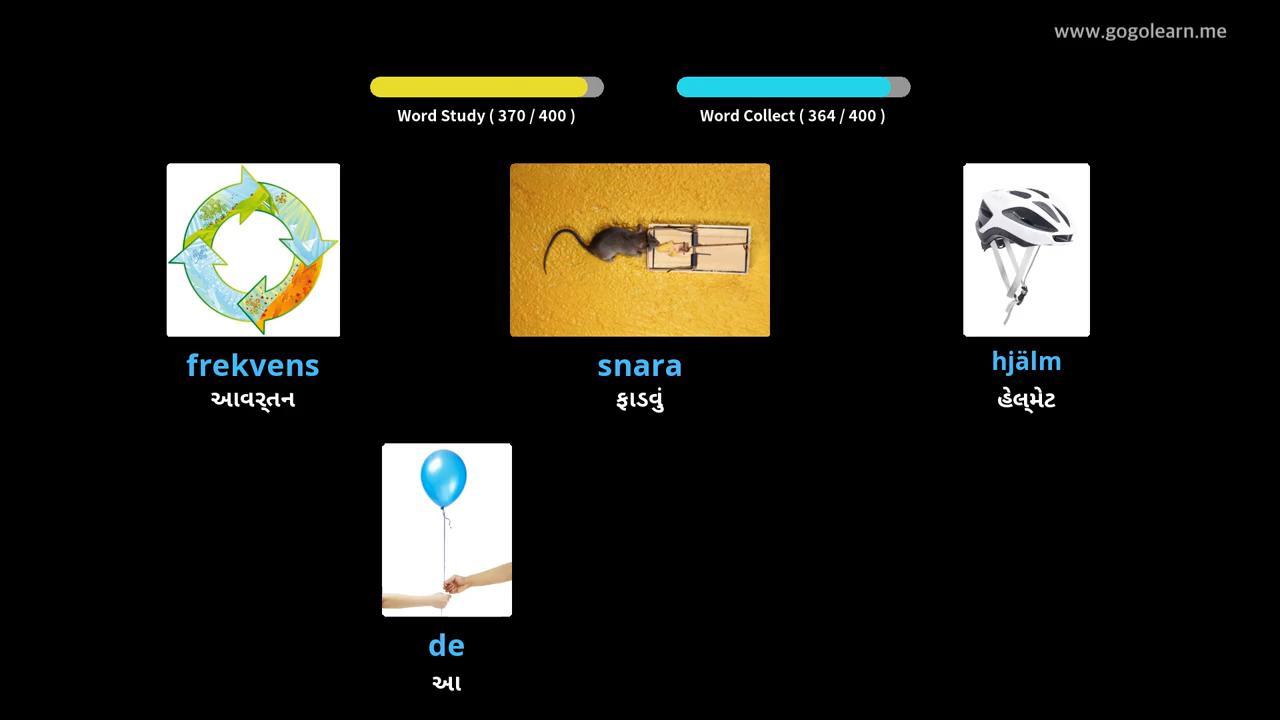 www.gogolearn.me
Word Study ( 370 / 400 )
Word Collect ( 364 / 400 )
frekvens
આવર્તન
snara
ફાડવું
hjälm
હેલ્મેટ
de
આ